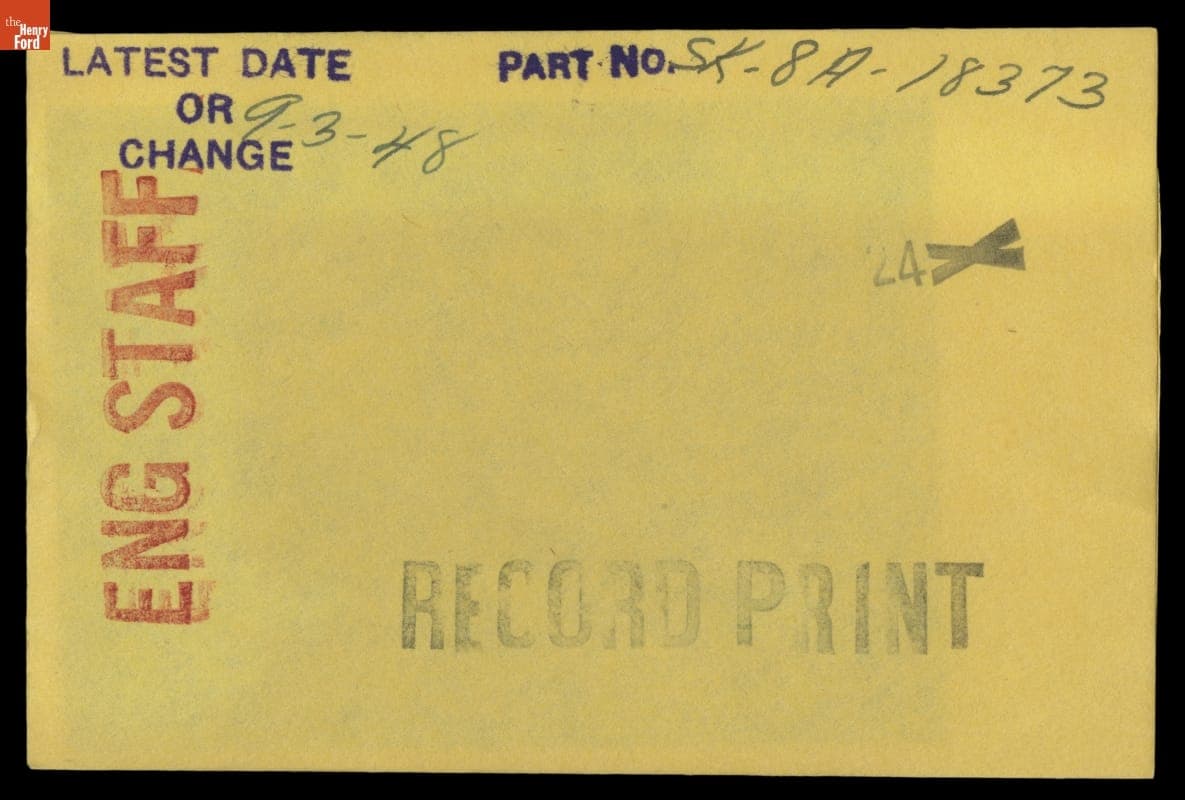 the
Henry
Ford
LATEST DATE
OR 9-3-48
CHANGE
PART NO. SK-8A-18373
ENG STAFF
24X
RECORD PRINT